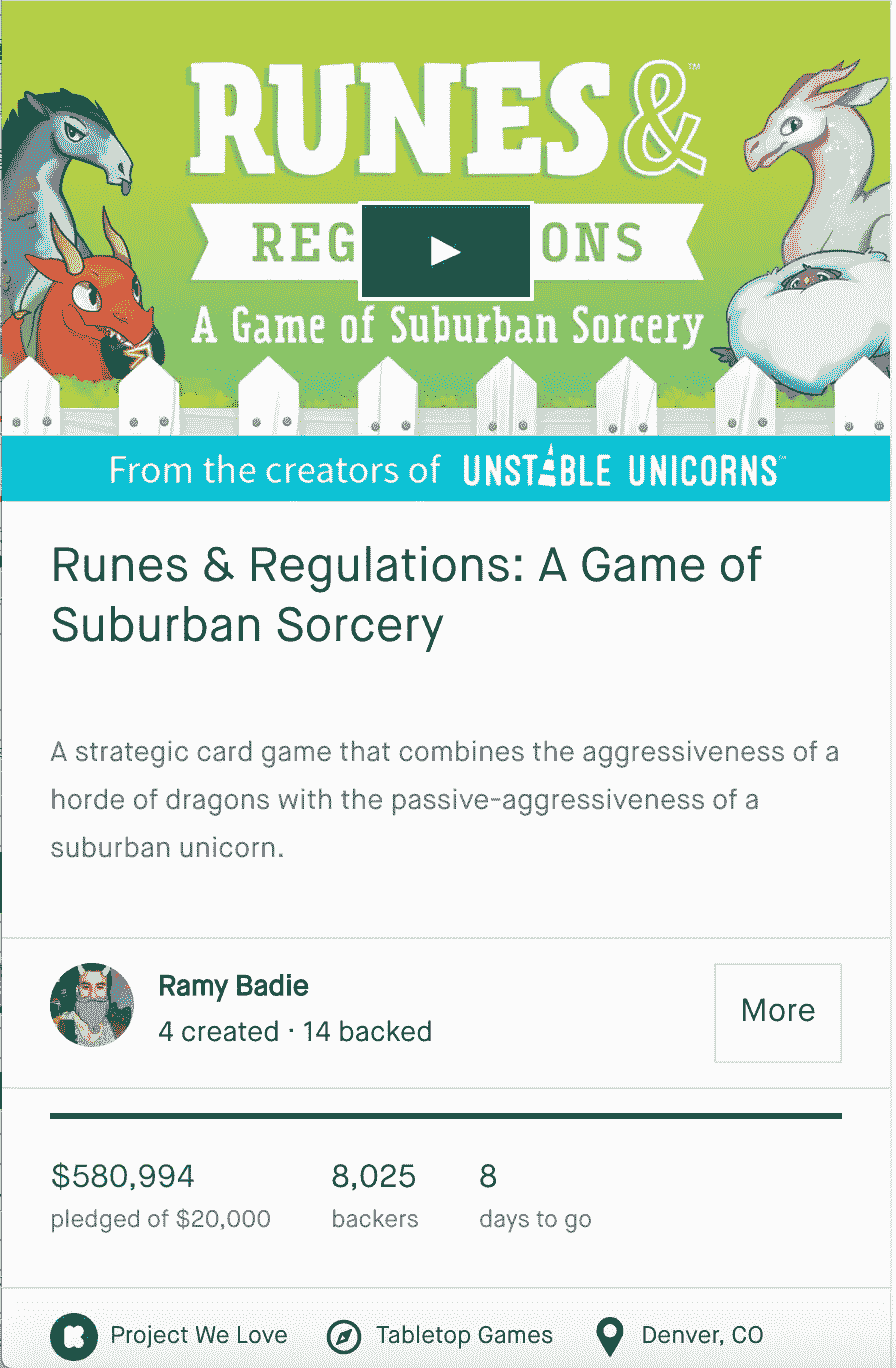 RUNES &™
REG ONS
A Game of Suburban Sorcery
From the creators of UNSTABLE UNICORNS™
Runes & Regulations: A Game of
Suburban Sorcery
A strategic card game that combines the aggressiveness of a
horde of dragons with the passive-aggressiveness of a
suburban unicorn.
Ramy Badie
4 created · 14 backed
More
$580,994
pledged of $20,000
8,025
backers
8
days to go
Project We Love
Tabletop Games
Denver, CO